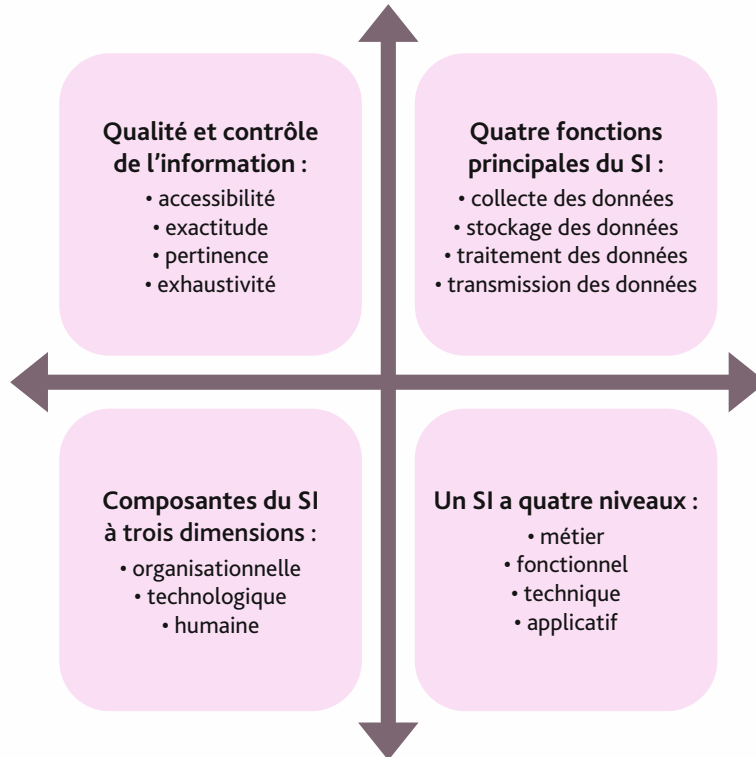 Qualité et contrôle
de l'information :
• accessibilité
• exactitude
• pertinence
• exhaustivité
Quatre fonctions
principales du SI :
• collecte des données
• stockage des données
• traitement des données
• transmission des données
Composantes du SI
à trois dimensions :
• organisationnelle
• technologique
• humaine
Un SI a quatre niveaux :
• métier
• fonctionnel
• technique
• applicatif